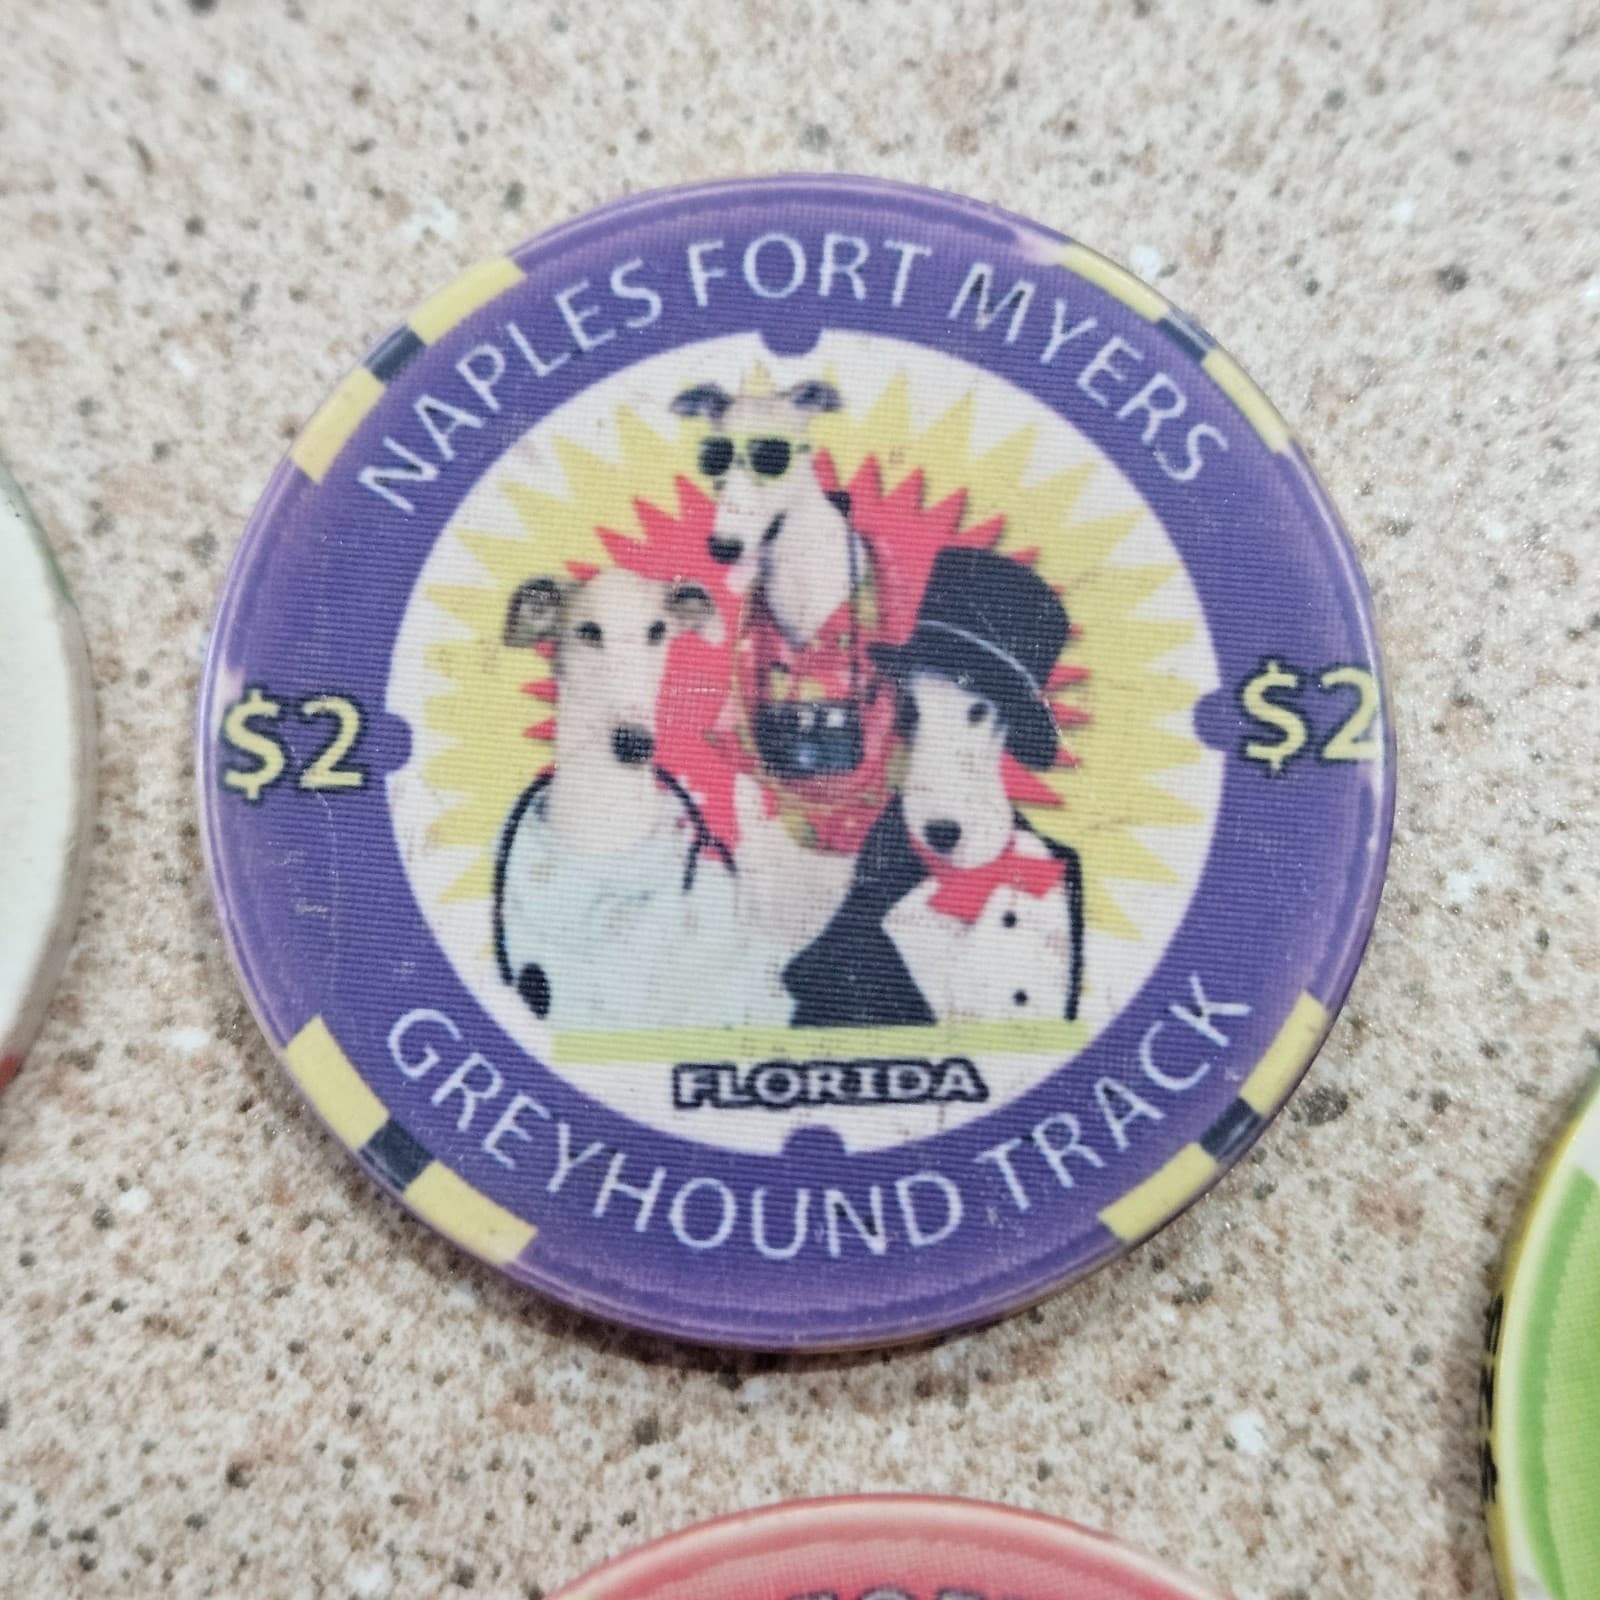 NAPLES FORT MYERS
$2
$2
FLORIDA
GREYHOUND TRACK